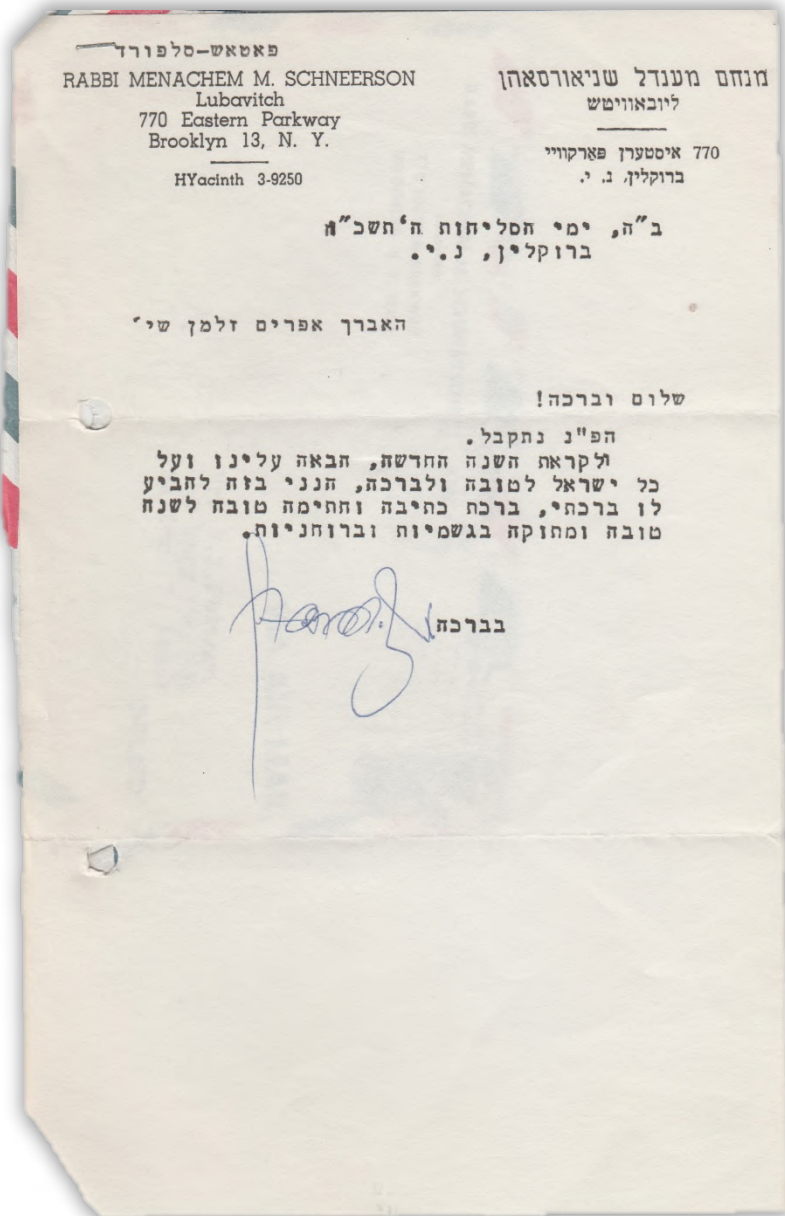 פאטאש-סלפורד
RABBI MENACHEM M. SCHNEERSON
Lubavitch
770 Eastern Parkway
Brooklyn 13, N. Y.
HYacinth 3-9250
מנחם מענדל שניאורסאהן
ליובאוויטש
770 איסטערן פּאַרקוויי
ברוקלין, נ. י.
ב"ה, ימי הסליחות ה'תשכ"א
ברוקלין, נ.י.
האברך אפרים זלמן שי'
שלום וברכה!
הפ"נ נתקבל.
ולקראת השנה החדשה, הבאה עלינו ועל
כל ישראל לטובה ולברכה, הנני בזה להביע
לו ברכתי, ברכת כתיבה וחתימה טובה לשנה
טובה ומתוקה בגשמיות וברוחניות.
בברכה